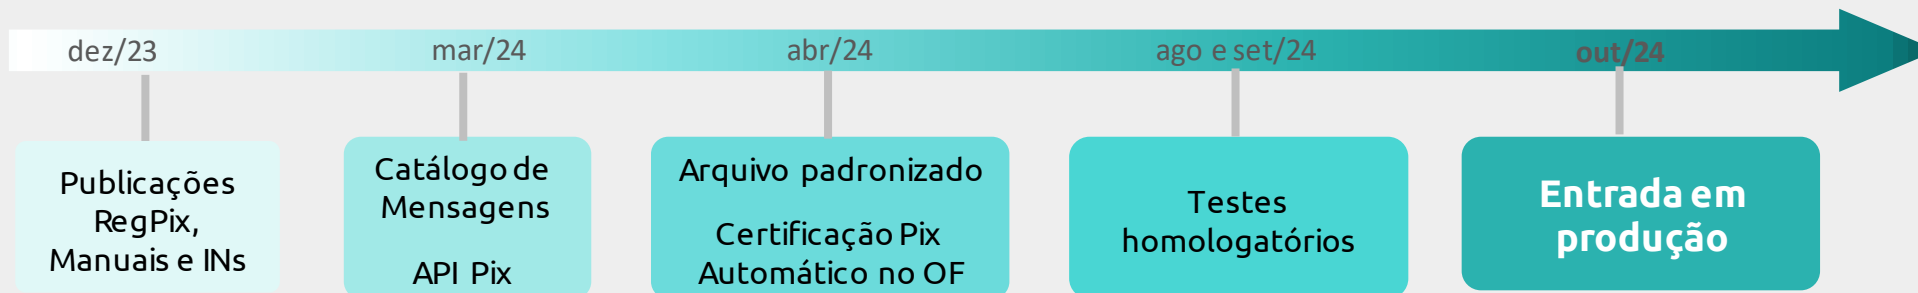 dez/23
mar/24
abr/24
ago e set/24
out/24
Publicações
RegPix,
Manuais e INs
Catálogo de
Mensagens
API Pix
Arquivo padronizado
Certificação Pix
Automático no OF
Testes
homologatórios
Entrada em
produção